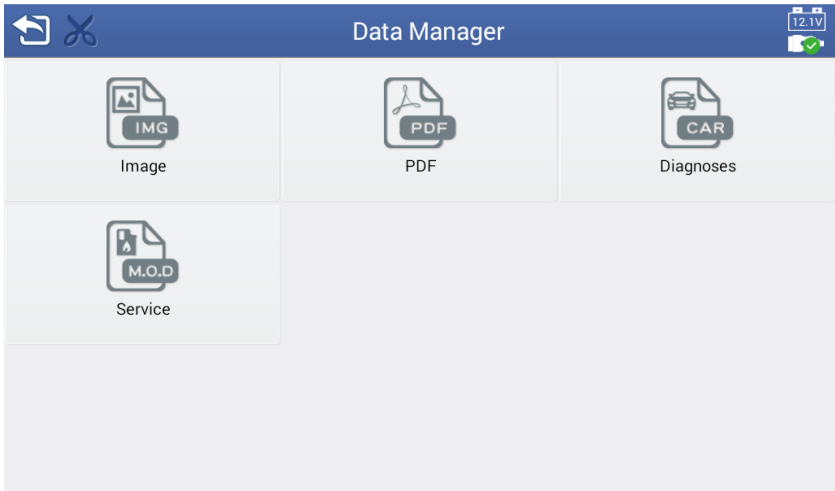 Data Manager
12.1V
IMG
Image
PDF
PDF
CAR
Diagnoses
M.O.D
Service